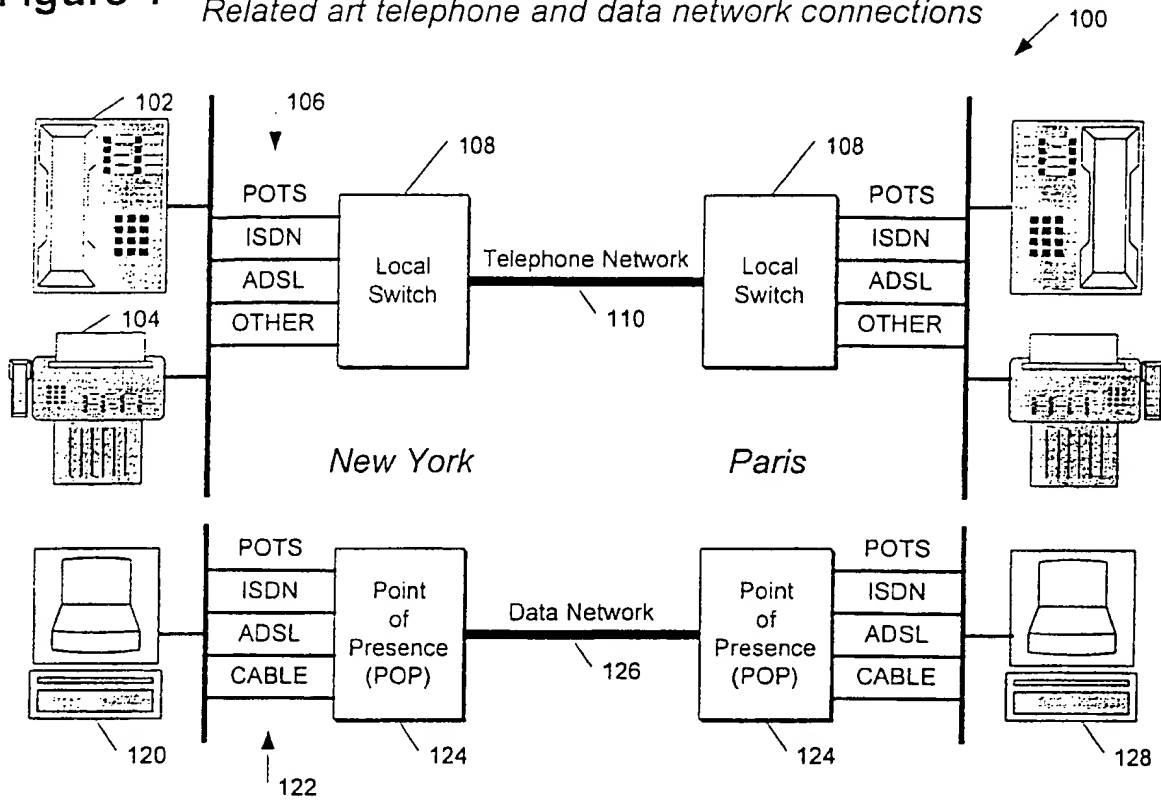 Related art telephone and data network connections
100
102
106
108
108
POTS
ISDN
ADSL
OTHER
Local
Switch
Telephone Network
110
Local
Switch
POTS
ISDN
ADSL
OTHER
104
New York
Paris
POTS
ISDN
ADSL
CABLE
Point
of
Presence
(POP)
Data Network
126
Point
of
Presence
(POP)
POTS
ISDN
ADSL
CABLE
120
122
124
124
128